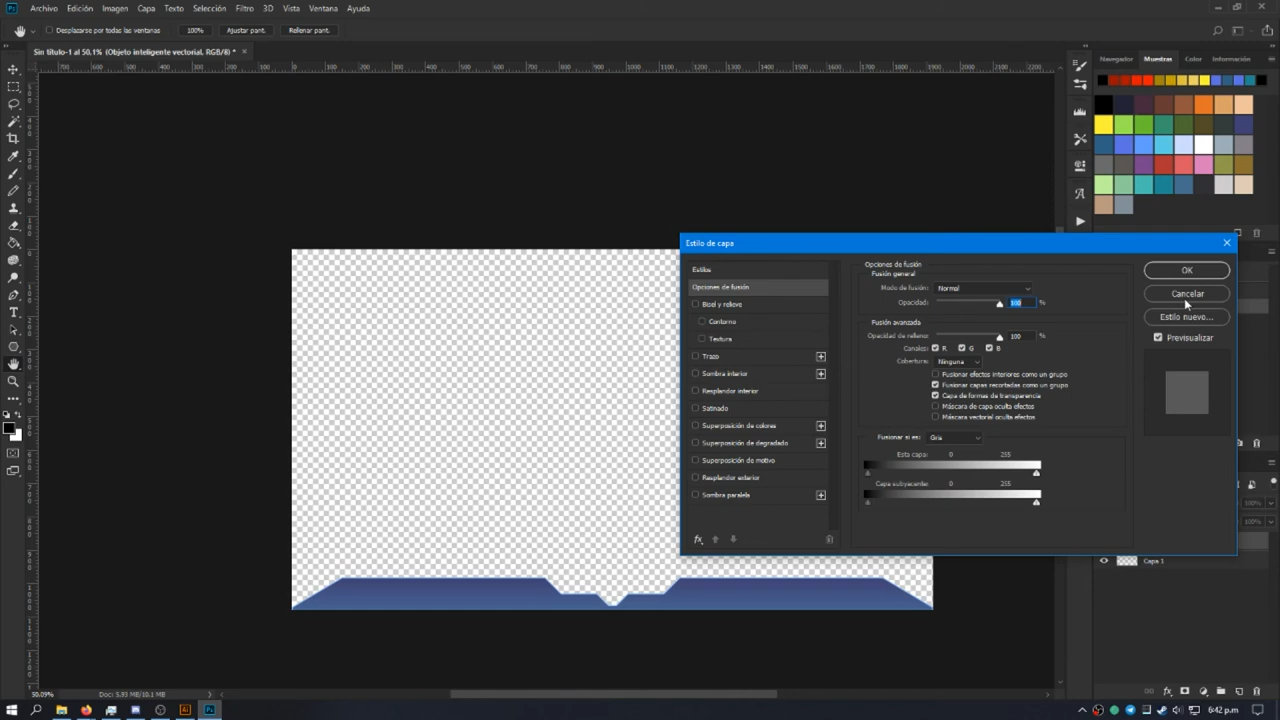 Ps Archivo Edición Imagen Capa Texto Selección Filtro 3D Vista Ventana Ayuda
Desplazarse por todas las ventanas 100% Ajustar pant. Rellenar pant.
Sin título-1 al 50,1% (Objeto inteligente vectorial, RGB/8) * ×
Navegador Muestras Color Información
Estilo de capa
Estilos
Opciones de fusión
Bisel y relieve
Contorno
Textura
Trazo
Sombra interior
Resplandor interior
Satinado
Superposición de colores
Superposición de degradado
Superposición de motivo
Resplandor exterior
Sombra paralela
fx
Opciones de fusión
Fusión general
Modo de fusión: Normal
Opacidad: 100 %
Fusión avanzada
Opacidad de relleno: 100 %
Canales: R G B
Cobertura: Ninguna
Fusionar efectos interiores como un grupo
Fusionar capas recortadas como un grupo
Capa de formas de transparencia
Máscara de capa oculta efectos
Máscara vectorial oculta efectos
Fusionar si es: Gris
Esta capa: 0 255
Capa subyacente: 0 255
OK
Cancelar
Estilo nuevo...
Previsualizar
100%
100%
Capa 1
50.09% Doc: 5.93 MB/10.1 MB
6:42 p.m.